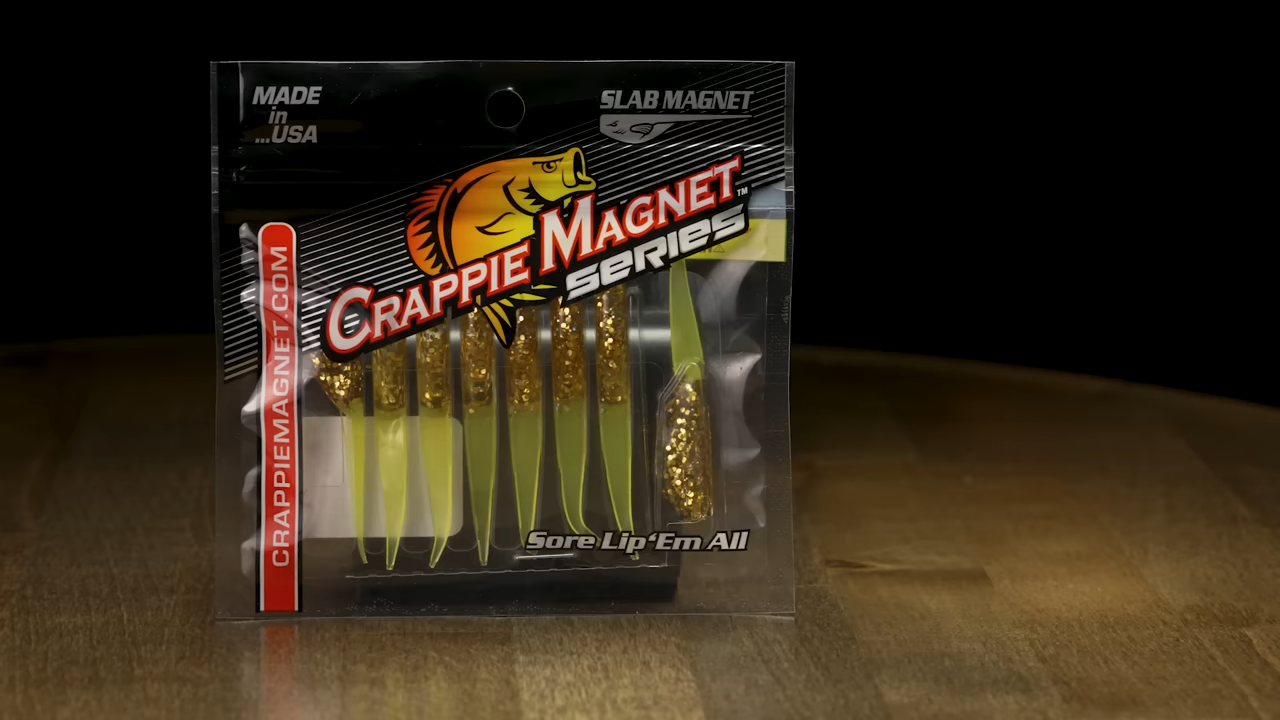 MADE
in
...USA
SLAB MAGNET
CRAPPIE MAGNET™
SERIES
CRAPPIEMAGNET.COM
Sore Lip‘Em All